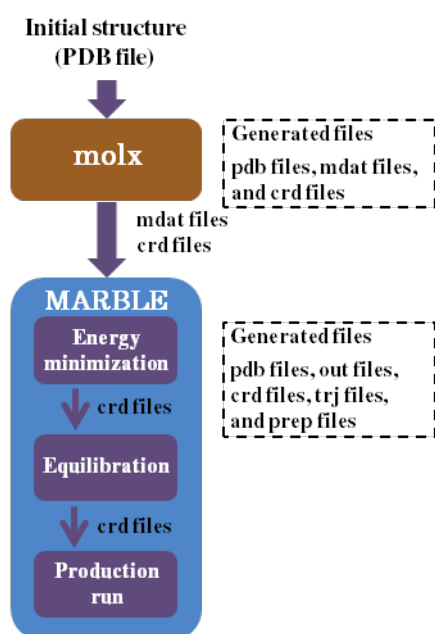 Initial structure
(PDB file)
molx
Generated files
pdb files, mdat files,
and crd files
mdat files
crd files
MARBLE
Energy
minimization
Generated files
pdb files, out files,
crd files, trj files,
and prep files
crd files
Equilibration
crd files
Production
run